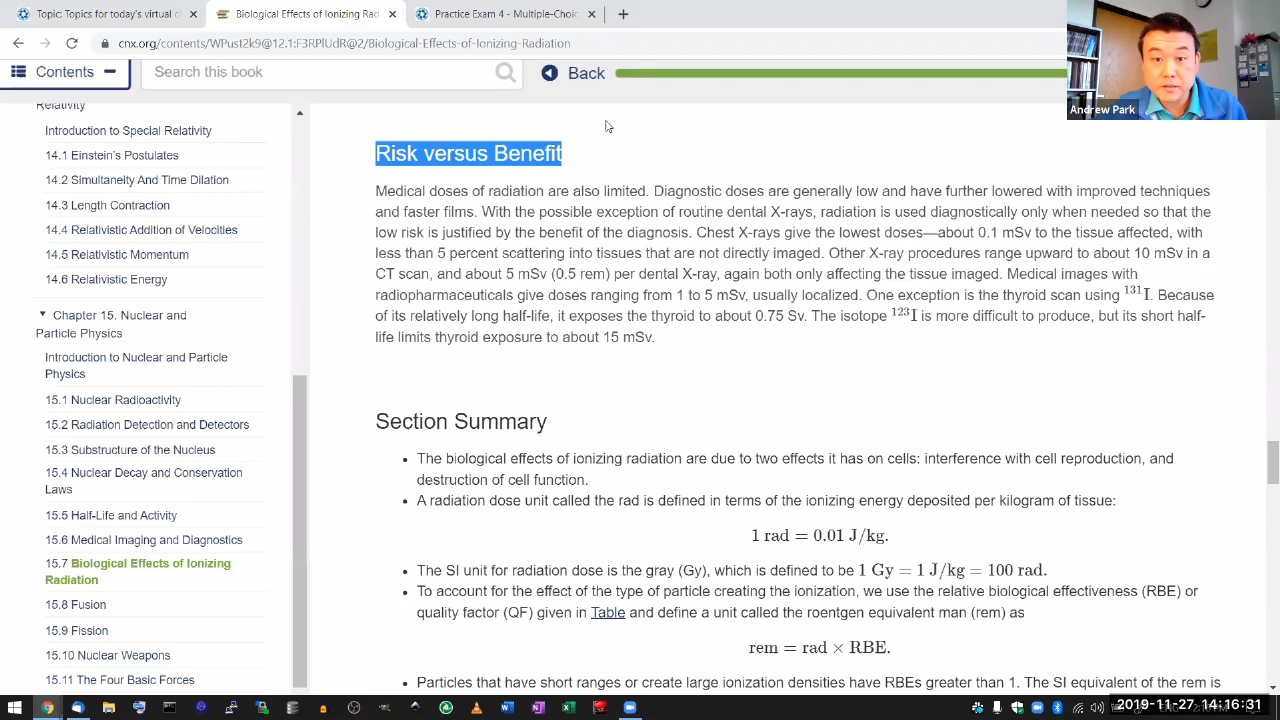 Topic: Topics for today's virtual cl
Biological Effects of Ionizing Rad
Practice Exam 4 - Multiple-Choic
cnx.org/contents/WPust2k9@12.1:F3RPlUdR@2/Biological-Effects-of-Ionizing-Radiation
Contents
Search this book
Back
Andrew Park
Relativity
Introduction to Special Relativity
14.1 Einstein's Postulates
14.2 Simultaneity And Time Dilation
14.3 Length Contraction
14.4 Relativistic Addition of Velocities
14.5 Relativistic Momentum
14.6 Relativistic Energy
Chapter 15. Nuclear and
Particle Physics
Introduction to Nuclear and Particle
Physics
15.1 Nuclear Radioactivity
15.2 Radiation Detection and Detectors
15.3 Substructure of the Nucleus
15.4 Nuclear Decay and Conservation
Laws
15.5 Half-Life and Activity
15.6 Medical Imaging and Diagnostics
15.7 Biological Effects of Ionizing
Radiation
15.8 Fusion
15.9 Fission
15.10 Nuclear Weapons
15.11 The Four Basic Forces
Risk versus Benefit
Medical doses of radiation are also limited. Diagnostic doses are generally low and have further lowered with improved techniques
and faster films. With the possible exception of routine dental X-rays, radiation is used diagnostically only when needed so that the
low risk is justified by the benefit of the diagnosis. Chest X-rays give the lowest doses—about 0.1 mSv to the tissue affected, with
less than 5 percent scattering into tissues that are not directly imaged. Other X-ray procedures range upward to about 10 mSv in a
CT scan, and about 5 mSv (0.5 rem) per dental X-ray, again both only affecting the tissue imaged. Medical images with
radiopharmaceuticals give doses ranging from 1 to 5 mSv, usually localized. One exception is the thyroid scan using ¹³¹I. Because
of its relatively long half-life, it exposes the thyroid to about 0.75 Sv. The isotope ¹²³I is more difficult to produce, but its short half-
life limits thyroid exposure to about 15 mSv.
Section Summary
• The biological effects of ionizing radiation are due to two effects it has on cells: interference with cell reproduction, and
destruction of cell function.
• A radiation dose unit called the rad is defined in terms of the ionizing energy deposited per kilogram of tissue:
1 rad = 0.01 J/kg.
• The SI unit for radiation dose is the gray (Gy), which is defined to be 1 Gy = 1 J/kg = 100 rad.
• To account for the effect of the type of particle creating the ionization, we use the relative biological effectiveness (RBE) or
quality factor (QF) given in Table and define a unit called the roentgen equivalent man (rem) as
rem = rad × RBE.
• Particles that have short ranges or create large ionization densities have RBEs greater than 1. The SI equivalent of the rem is
2019-11-27 14:16:31